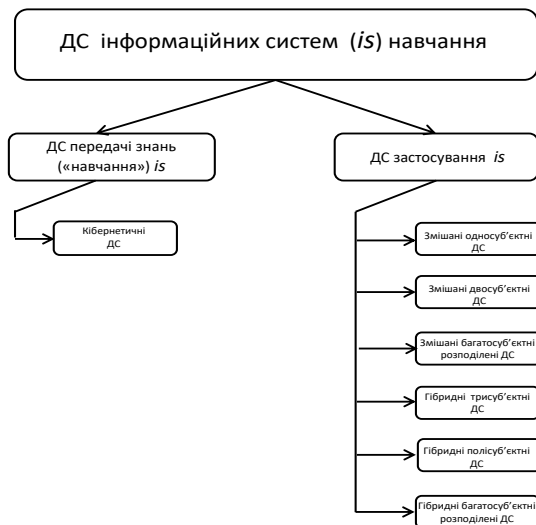 ДС інформаційних систем (is) навчання
ДС передачі знань
(«навчання») is
Кібернетичні
ДС
ДС застосування is
Змішані односуб’єктні
ДС
Змішані двосуб’єктні
ДС
Змішані багатосуб’єктні
розподілені ДС
Гібридні трисуб’єктні
ДС
Гібридні полісуб’єктні
ДС
Гібридні багатосуб’єктні
розподілені ДС